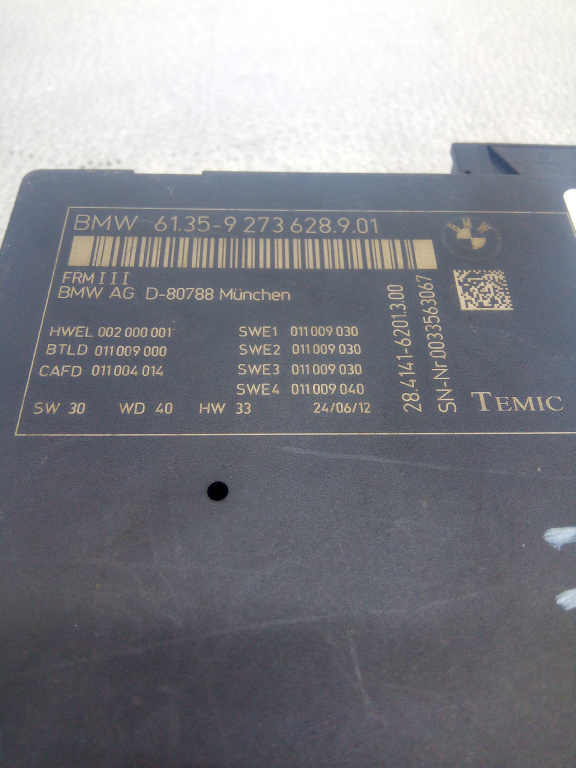 BMW 61.35-9 273 628.9.01
FRM III
BMW AG D-80788 München
HWEL 002 000 001
BTLD 011 009 000
CAFD 011 004 014
SWE1 011 009 030
SWE2 011 009 030
SWE3 011 009 030
SWE4 011 009 040
SW 30 WD 40 HW 33 24/06/12
28.4141-6201.3.00
SN-Nr.0033563067
TEMIC